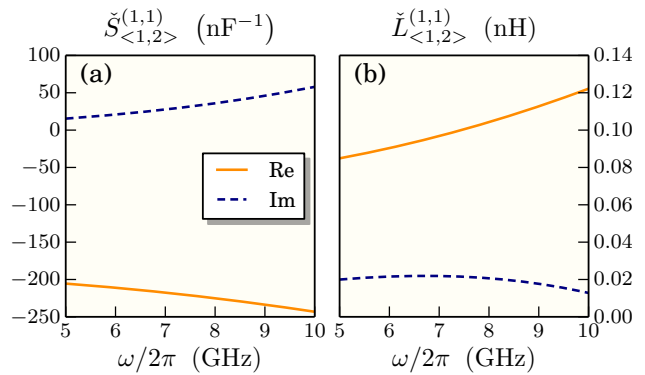 Š^{(1,1)}_{<1,2>} (nF⁻¹)
Ľ^{(1,1)}_{<1,2>} (nH)
(a)
(b)
100
50
0
−50
−100
−150
−200
−250
0.14
0.12
0.10
0.08
0.06
0.04
0.02
0.00
Re
Im
5 6 7 8 9 10
5 6 7 8 9 10
ω/2π (GHz)
ω/2π (GHz)